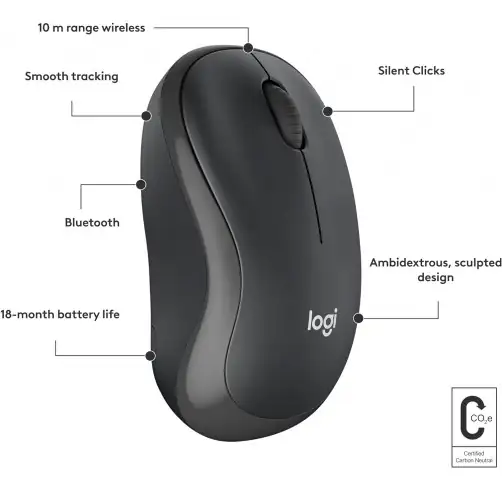 10 m range wireless
Smooth tracking
Silent Clicks
Bluetooth
Ambidextrous, sculpted
design
18-month battery life
logi
CO₂e
Certified
Carbon Neutral